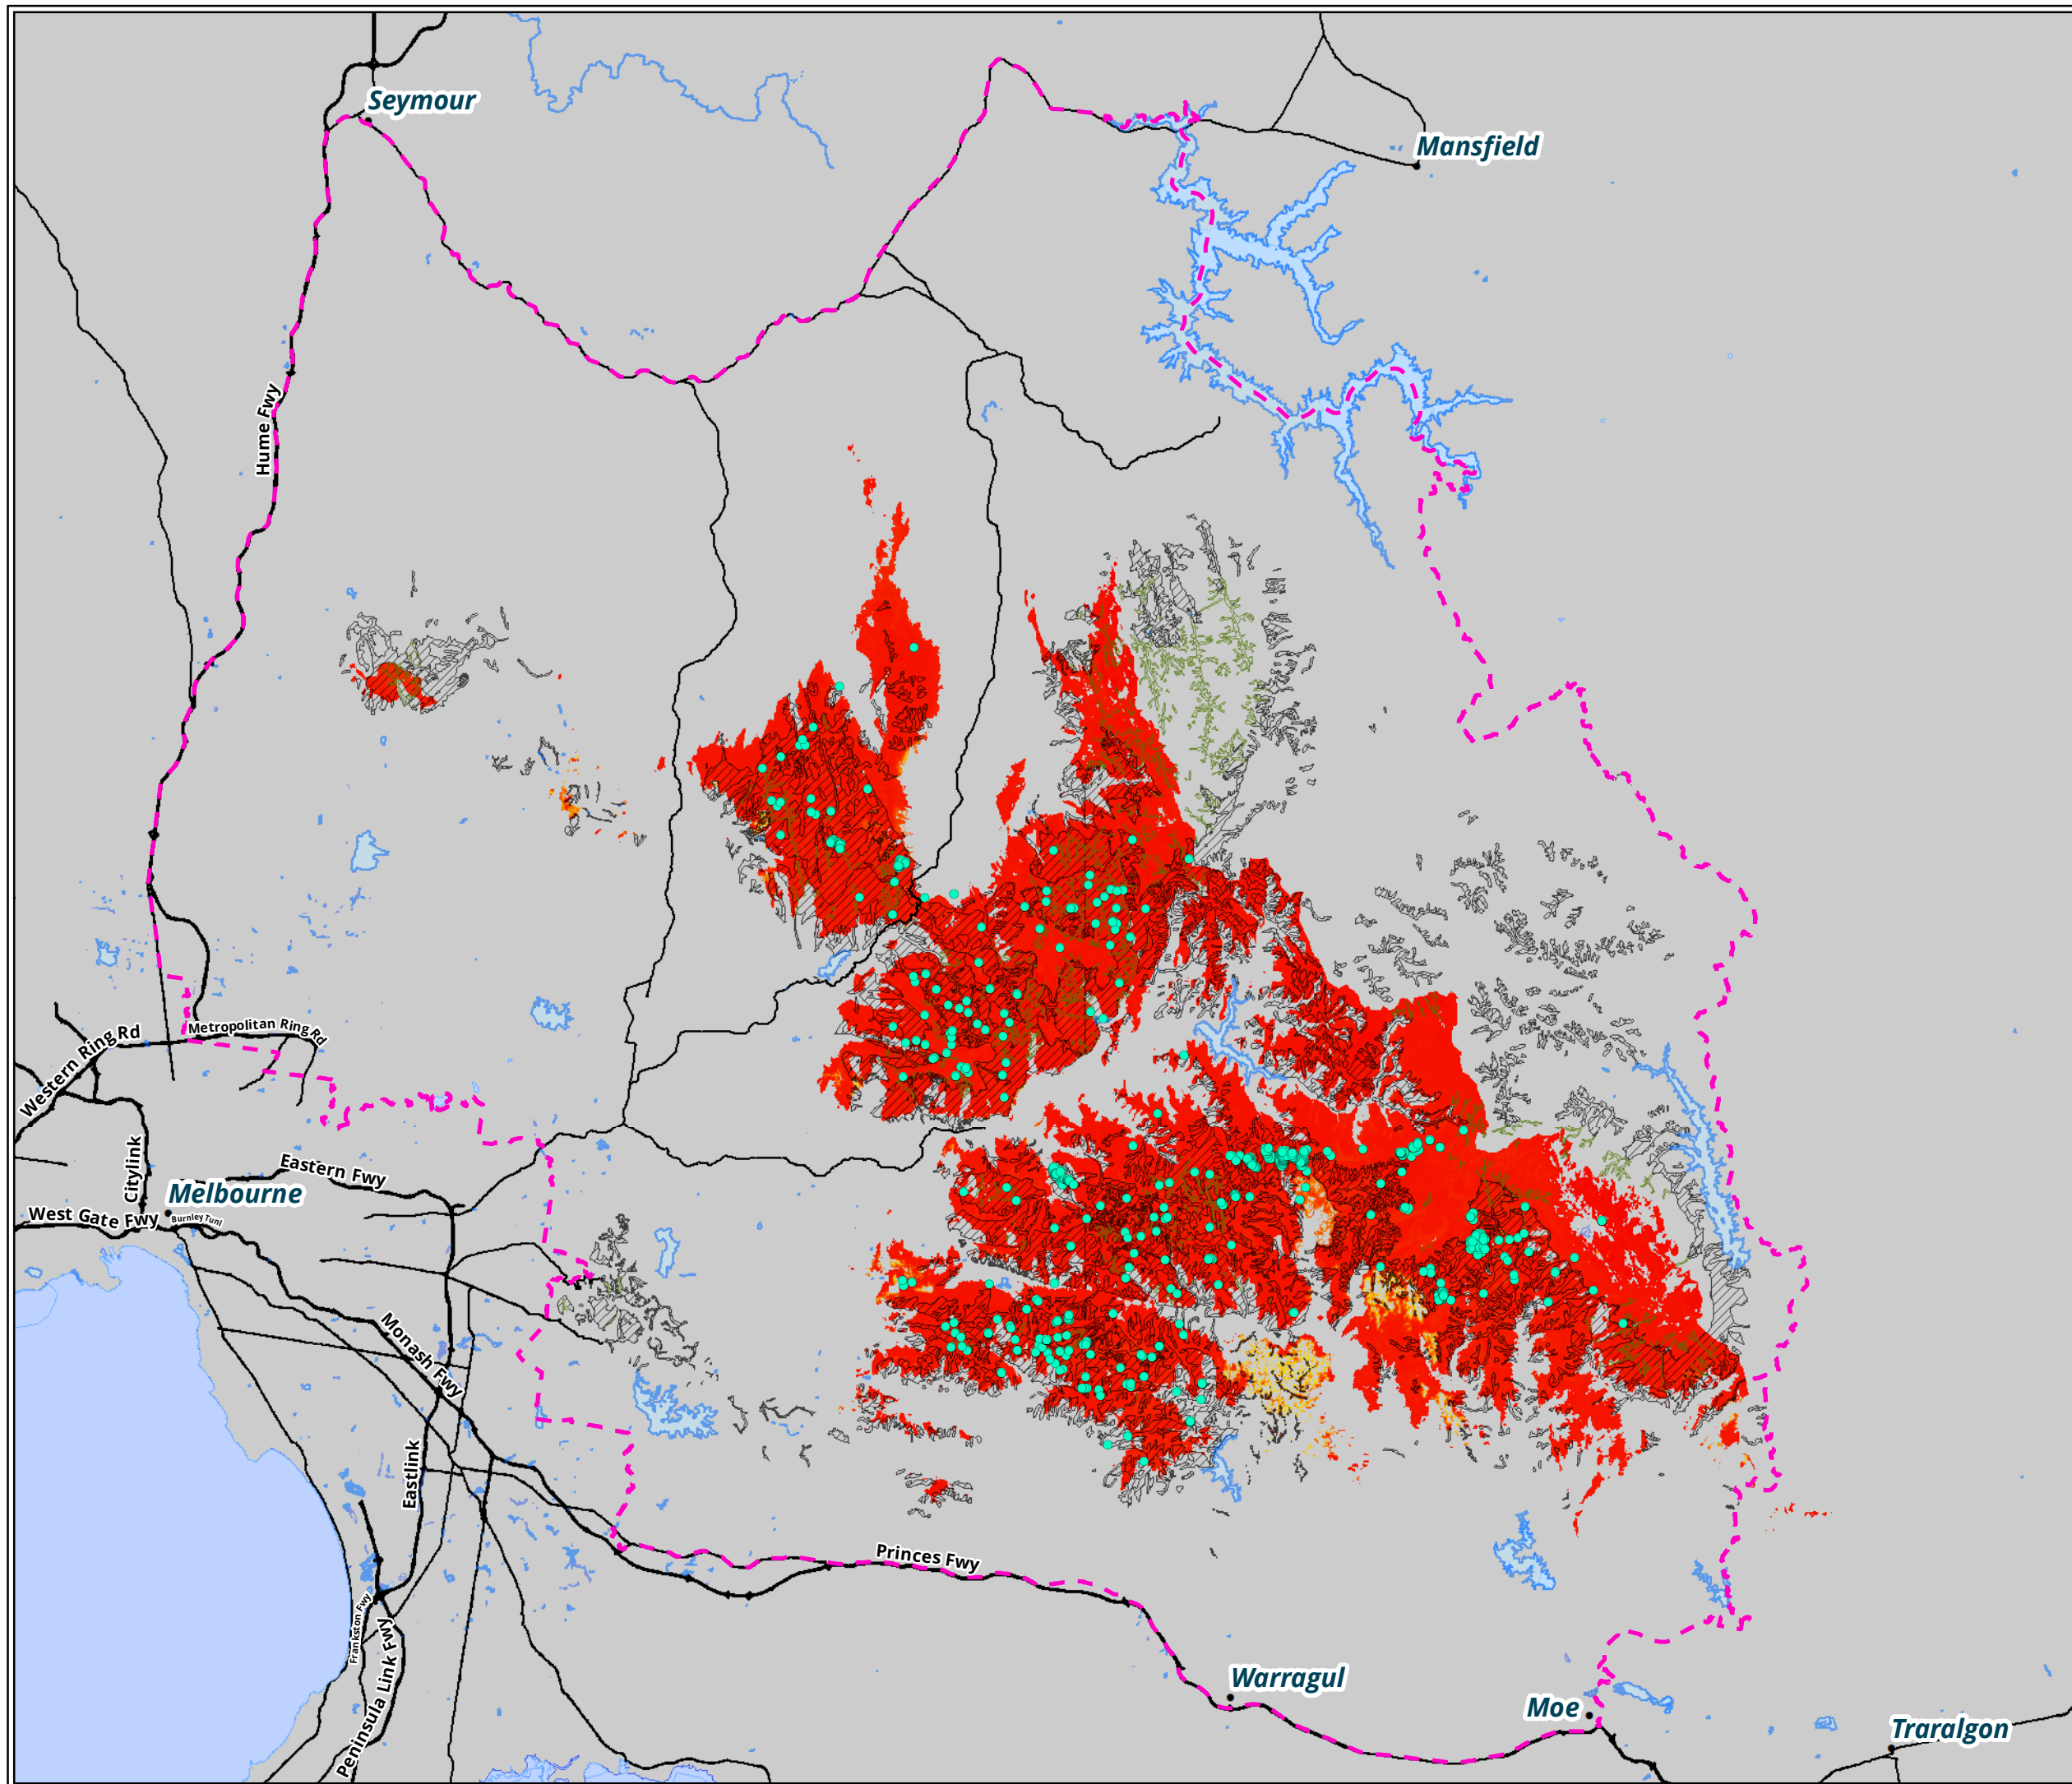 Seymour
Mansfield
Hume Fwy
Metropolitan Ring Rd
Western Ring Rd
Citylink
Eastern Fwy
Melbourne
West Gate Fwy
Burnley Tunl
Monash Fwy
Eastlink
Princes Fwy
Frankston Fwy
Peninsula Link Fwy
Warragul
Moe
Traralgon